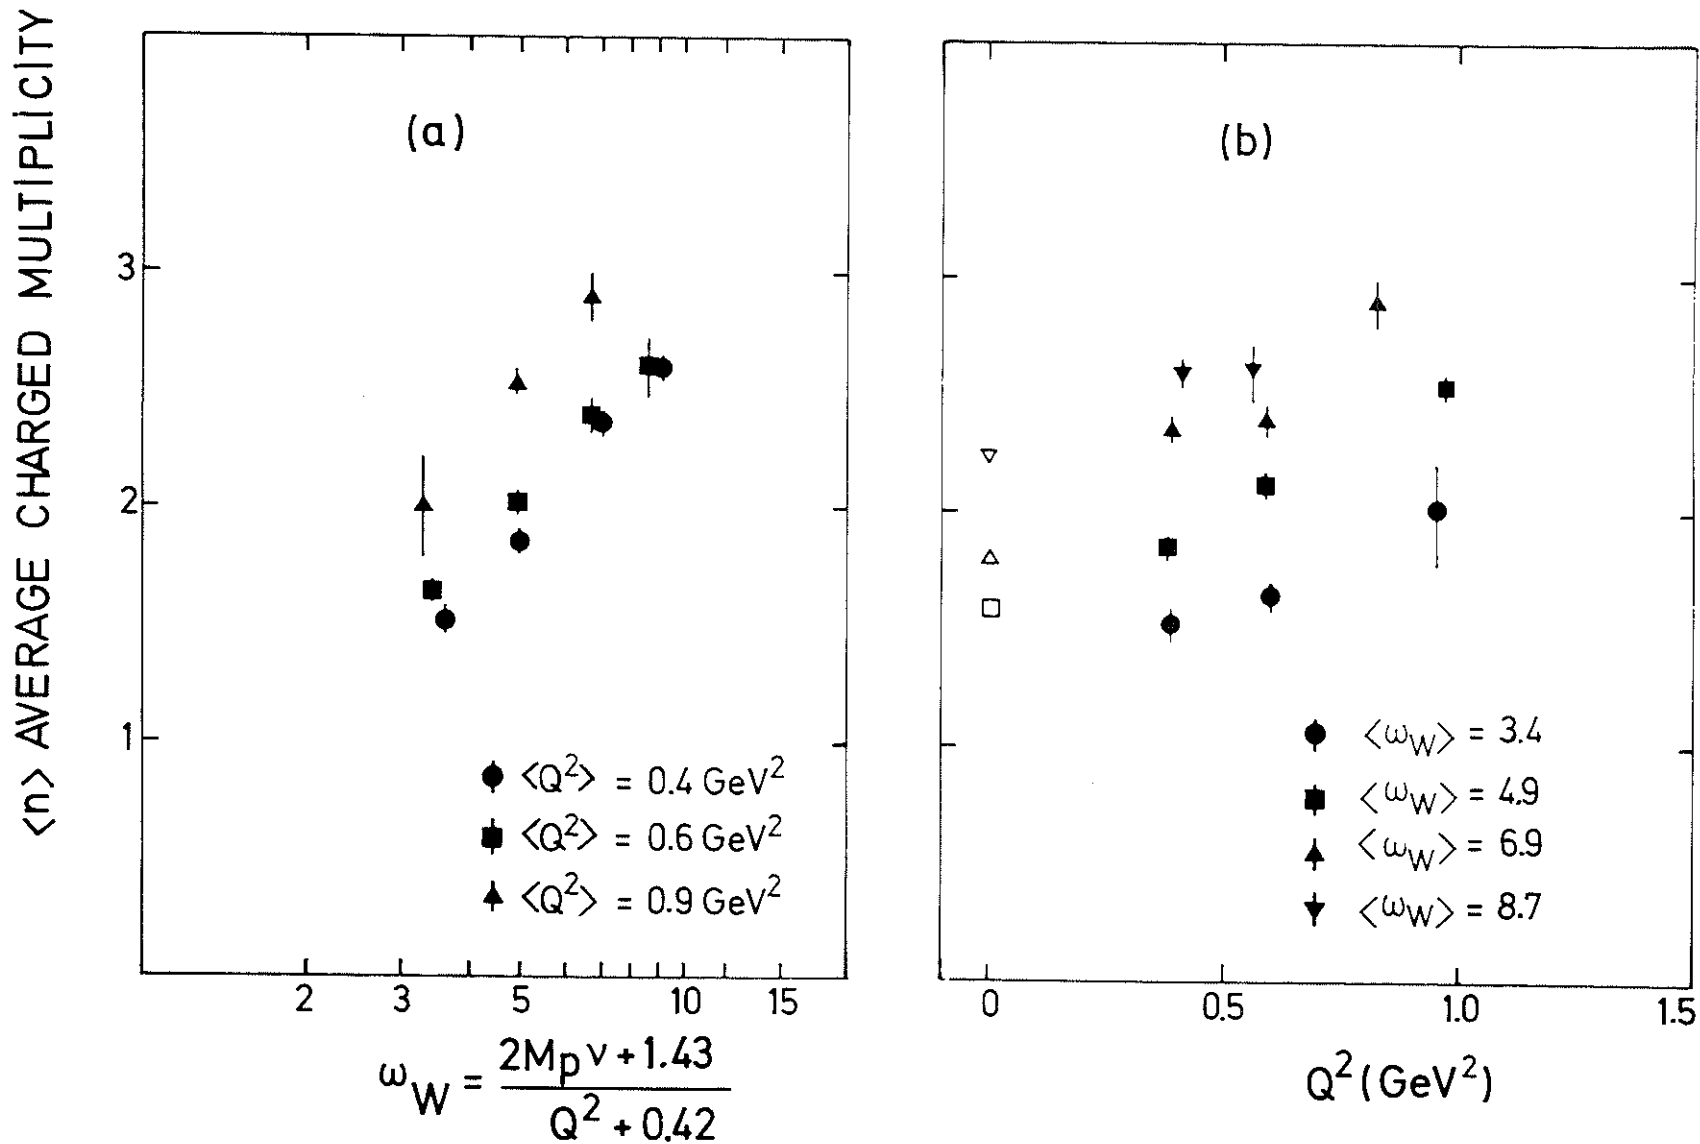 <n> AVERAGE CHARGED MULTIPLICITY
(a)
3
2
1
<Q²> = 0.4 GeV²
<Q²> = 0.6 GeV²
<Q²> = 0.9 GeV²
2 3 5 10 15
ω_W = (2Mp ν + 1.43) / (Q² + 0.42)
(b)
<ω_W> = 3.4
<ω_W> = 4.9
<ω_W> = 6.9
<ω_W> = 8.7
0 0.5 1.0 1.5
Q² (GeV²)